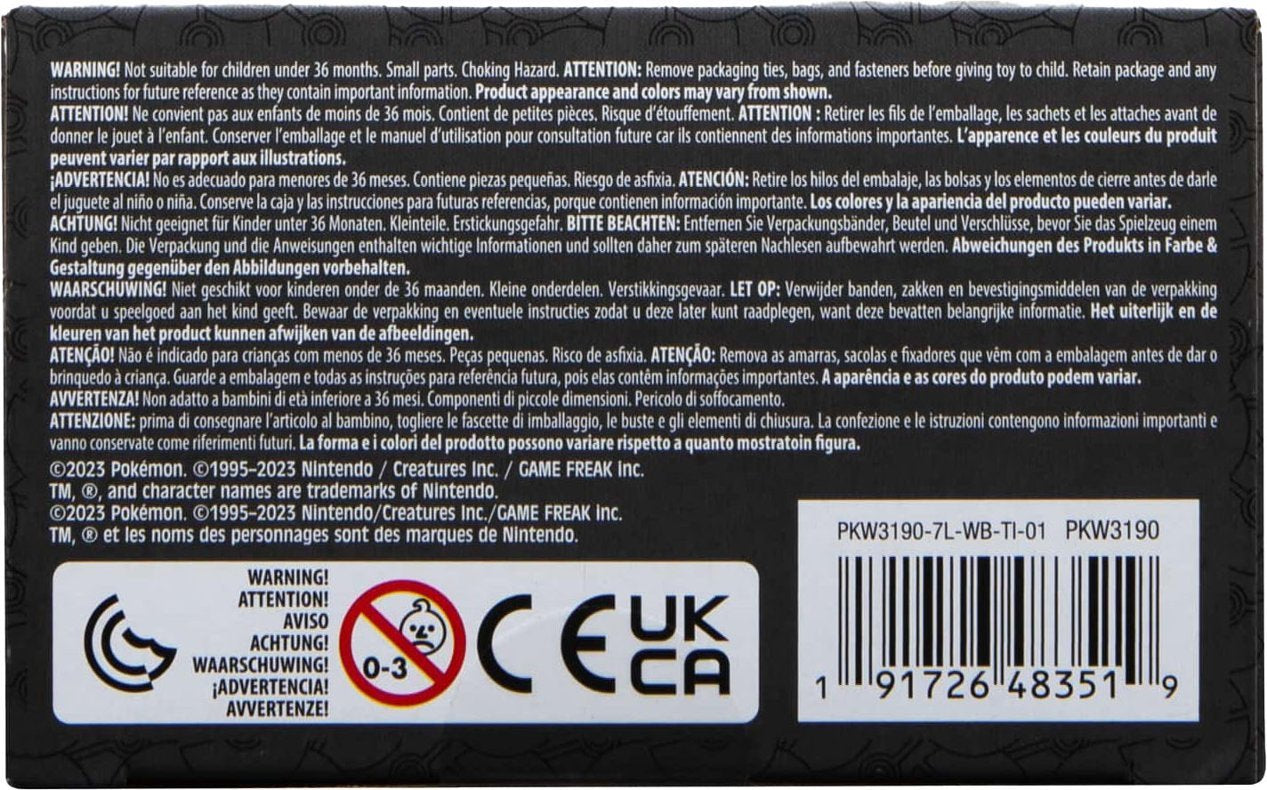 WARNING! Not suitable for children under 36 months. Small parts. Choking Hazard. ATTENTION: Remove packaging ties, bags, and fasteners before giving toy to child. Retain package and any
instructions for future reference as they contain important information. Product appearance and colors may vary from shown.
ATTENTION! Ne convient pas aux enfants de moins de 36 mois. Contient de petites pièces. Risque d'étouffement. ATTENTION : Retirer les fils de l'emballage, les sachets et les attaches avant de
donner le jouet à l'enfant. Conserver l'emballage et le manuel d'utilisation pour consultation future car ils contiennent des informations importantes. L'apparence et les couleurs du produit
peuvent varier par rapport aux illustrations.
¡ADVERTENCIA! No es adecuado para menores de 36 meses. Contiene piezas pequeñas. Riesgo de asfixia. ATENCIÓN: Retire los hilos del embalaje, las bolsas y los elementos de cierre antes de darle
el juguete al niño o niña. Conserve la caja y las instrucciones para futuras referencias, porque contienen información importante. Los colores y la apariencia del producto pueden variar.
ACHTUNG! Nicht geeignet für Kinder unter 36 Monaten. Kleinteile. Erstickungsgefahr. BITTE BEACHTEN: Entfernen Sie Verpackungsbänder, Beutel und Verschlüsse, bevor Sie das Spielzeug einem
Kind geben. Die Verpackung und die Anweisungen enthalten wichtige Informationen und sollten daher zum späteren Nachlesen aufbewahrt werden. Abweichungen des Produkts in Farbe &
Gestaltung gegenüber den Abbildungen vorbehalten.
WAARSCHUWING! Niet geschikt voor kinderen onder de 36 maanden. Kleine onderdelen. Verstikkingsgevaar. LET OP: Verwijder banden, zakken en bevestigingsmiddelen van de verpakking
voordat u speelgoed aan het kind geeft. Bewaar de verpakking en eventuele instructies zodat u deze later kunt raadplegen, want deze bevatten belangrijke informatie. Het uiterlijk en de
kleuren van het product kunnen afwijken van de afbeeldingen.
ATENÇÃO! Não é indicado para crianças com menos de 36 meses. Peças pequenas. Risco de asfixia. ATENÇÃO: Remova as amarras, sacolas e fixadores que vêm com a embalagem antes de dar o
brinquedo à criança. Guarde a embalagem e todas as instruções para referência futura, pois elas contêm informações importantes. A aparência e as cores do produto podem variar.
AVVERTENZA! Non adatto a bambini di età inferiore a 36 mesi. Componenti di piccole dimensioni. Pericolo di soffocamento.
ATTENZIONE: prima di consegnare l'articolo al bambino, togliere le fascette di imballaggio, le buste e gli elementi di chiusura. La confezione e le istruzioni contengono informazioni importanti e
vanno conservate come riferimenti futuri. La forma e i colori del prodotto possono variare rispetto a quanto mostratoin figura.
©2023 Pokémon. ©1995–2023 Nintendo / Creatures Inc. / GAME FREAK inc.
TM, ®, and character names are trademarks of Nintendo.
©2023 Pokémon. ©1995–2023 Nintendo/Creatures Inc./GAME FREAK inc.
TM, ® et les noms des personnages sont des marques de Nintendo.
WARNING!
ATTENTION!
AVISO
ACHTUNG!
WAARSCHUWING!
¡ADVERTENCIA!
AVVERTENZE!
0-3
CE
UK
CA
PKW3190-7L-WB-TI-01 PKW3190
1 91726 48351 9